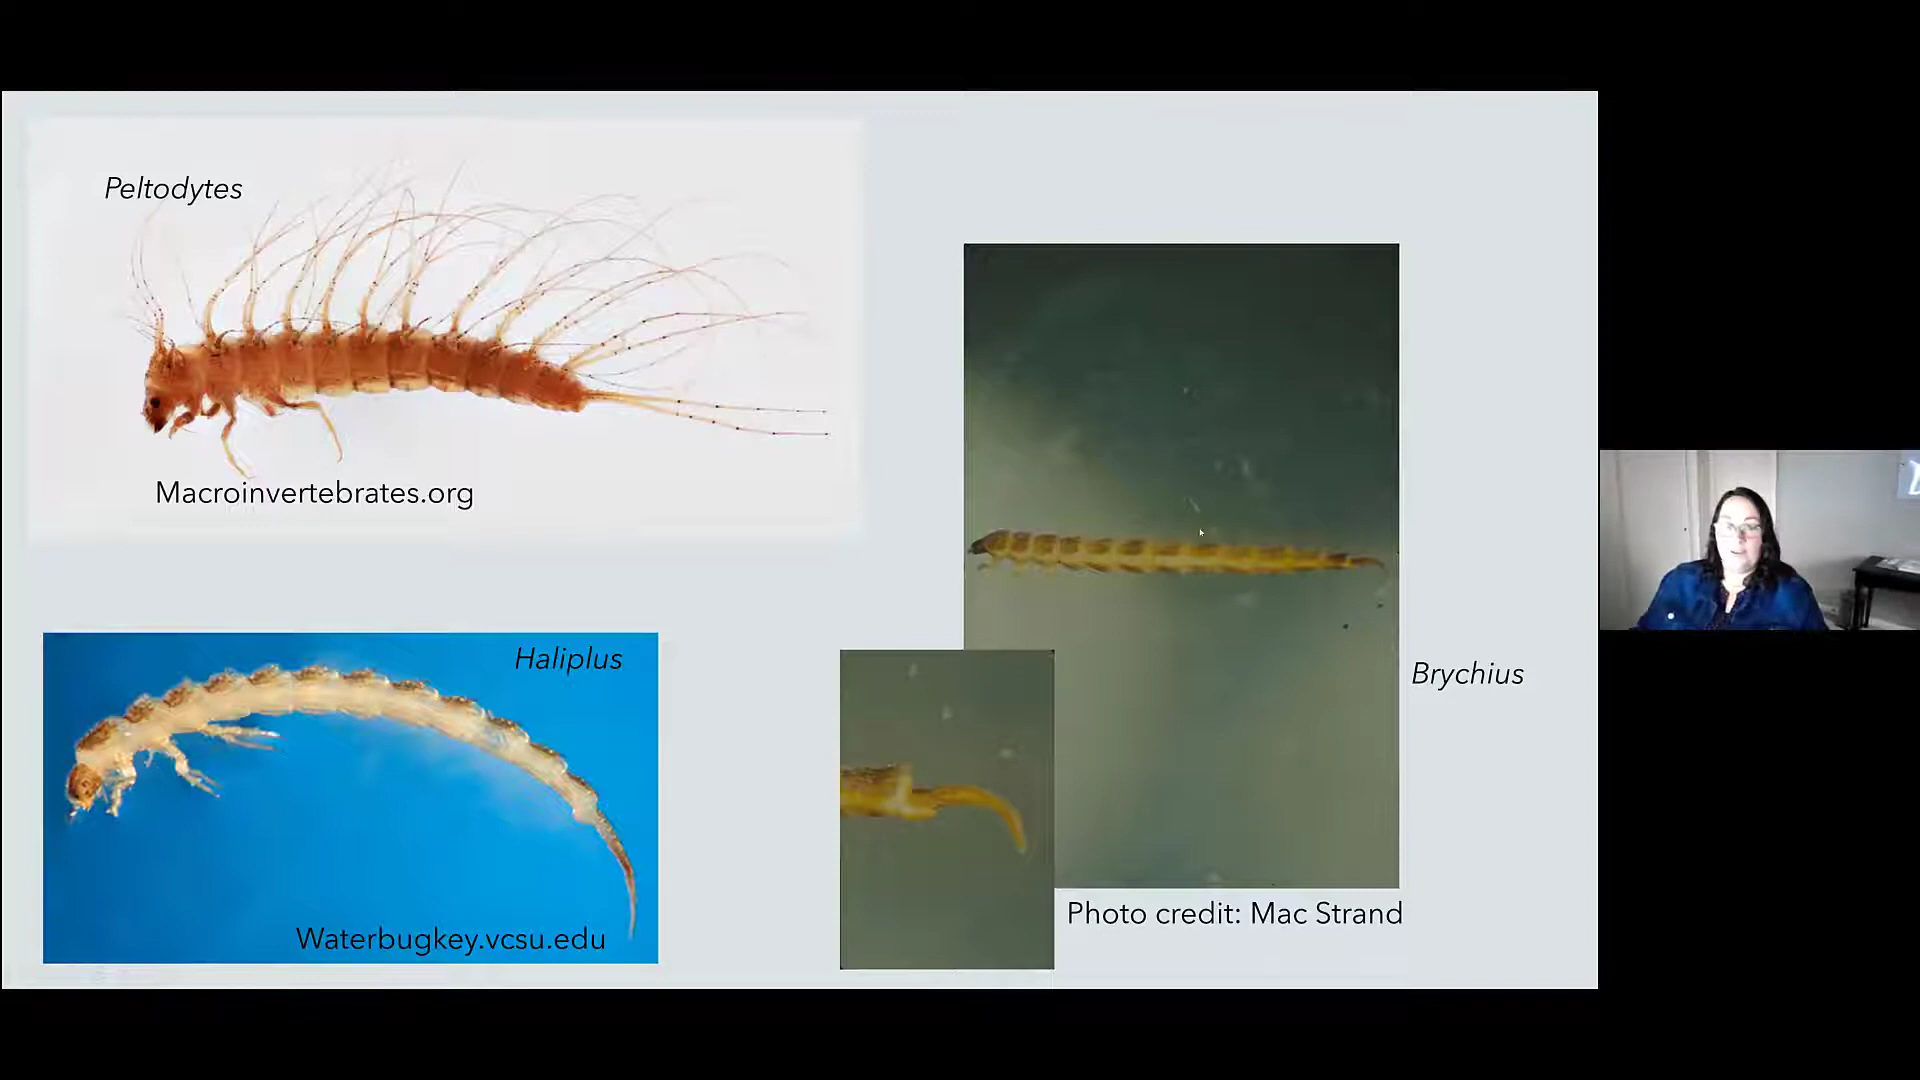 Peltodytes
Macroinvertebrates.org
Haliplus
Waterbugkey.vcsu.edu
Brychius
Photo credit: Mac Strand